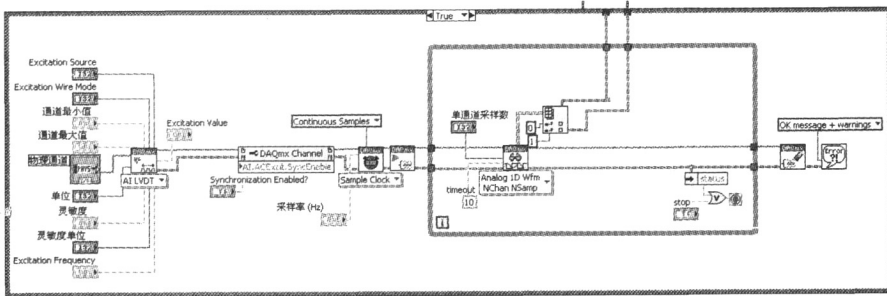 True
Excitation Source
Excitation Wire Mode
通道最小值
通道最大值
物理通道
单位
灵敏度
灵敏度单位
Excitation Frequency
AI LVDT
Excitation Value
DAQmx Channel
AI.ACExcit.SyncEnable
Synchronization Enabled?
Continuous Samples
Sample Clock
采样率 (Hz)
单通道采样数
0
1
timeout
10
Analog 1D Wfm
NChan NSamp
i
status
stop
OK message + warnings